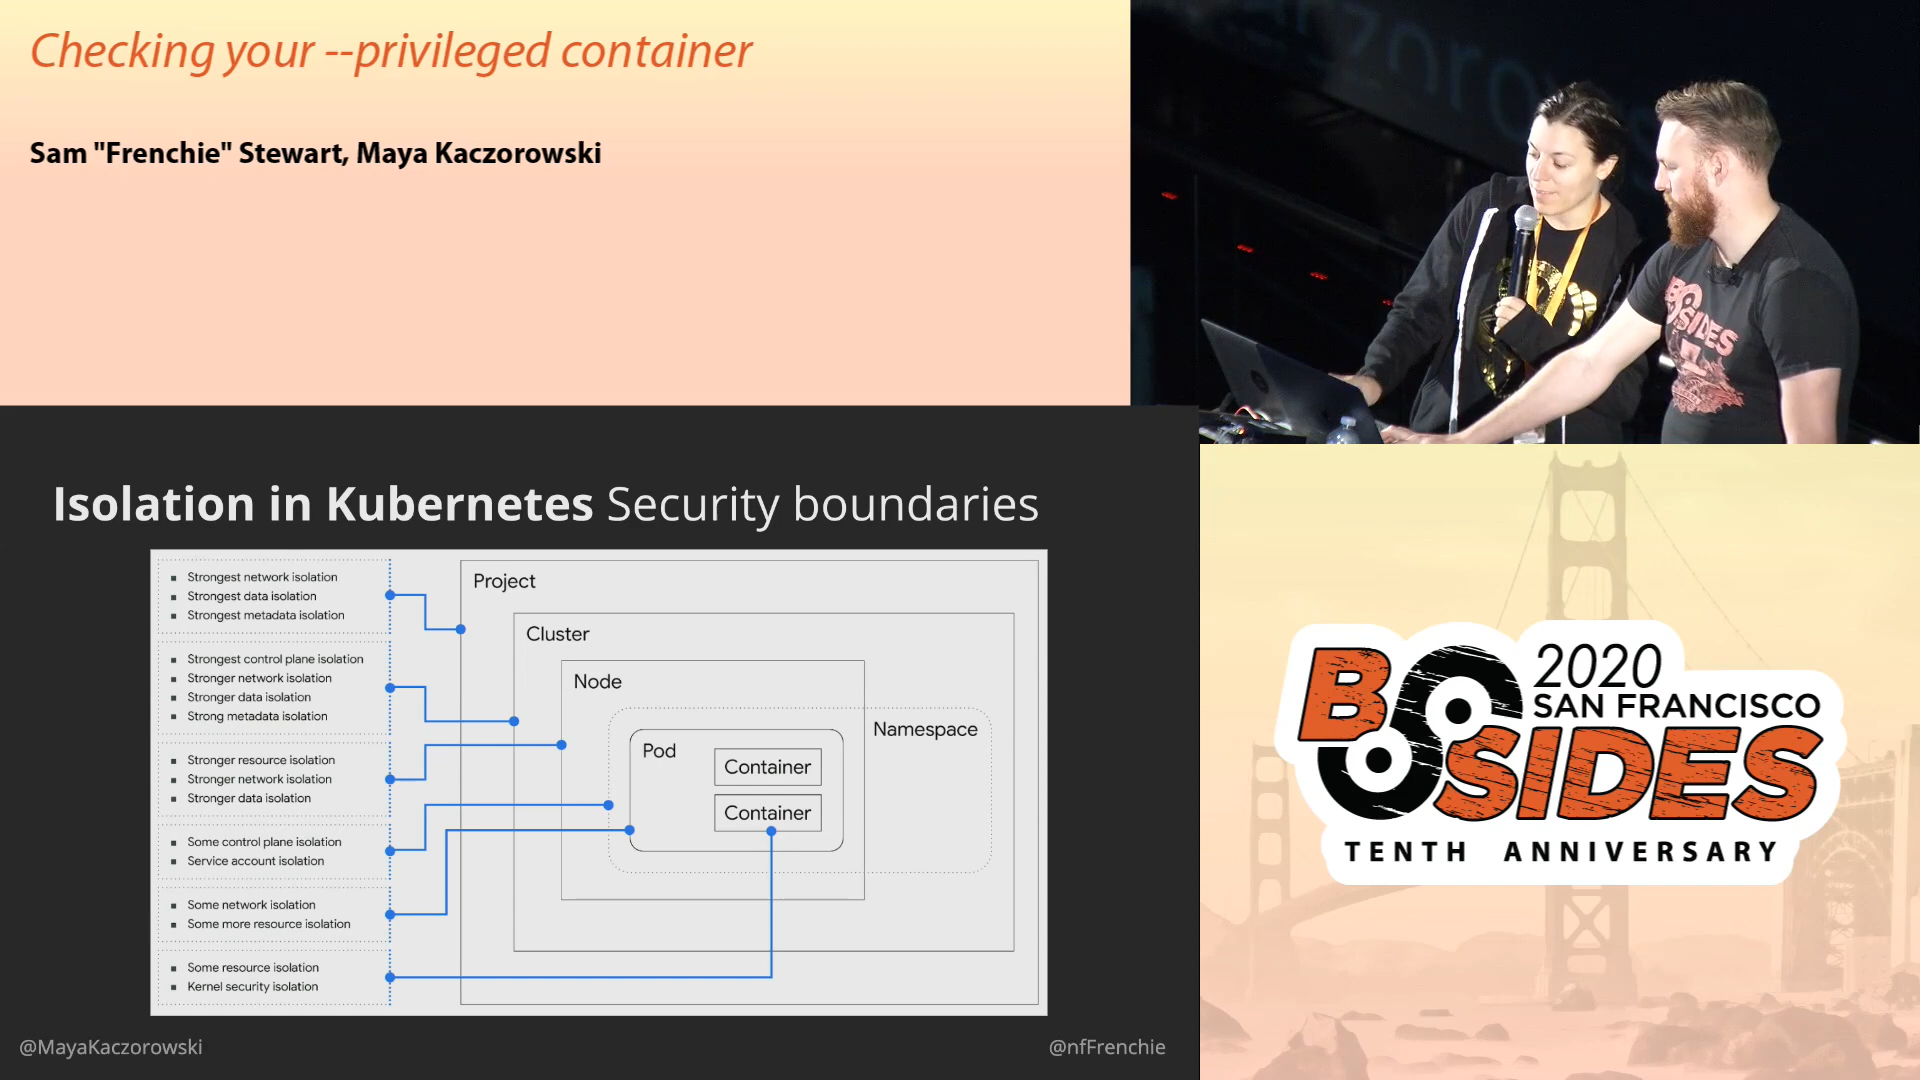 Checking your --privileged container
Sam "Frenchie" Stewart, Maya Kaczorowski
Isolation in Kubernetes Security boundaries
Strongest network isolation
Strongest data isolation
Strongest metadata isolation
Strongest control plane isolation
Stronger network isolation
Stronger data isolation
Strong metadata isolation
Stronger resource isolation
Stronger network isolation
Stronger data isolation
Some control plane isolation
Service account isolation
Some network isolation
Some more resource isolation
Some resource isolation
Kernel security isolation
Project
Cluster
Node
Namespace
Pod
Container
Container
@MayaKaczorowski
@nfFrenchie
BSIDES
2020
SAN FRANCISCO
TENTH ANNIVERSARY
BSIDES